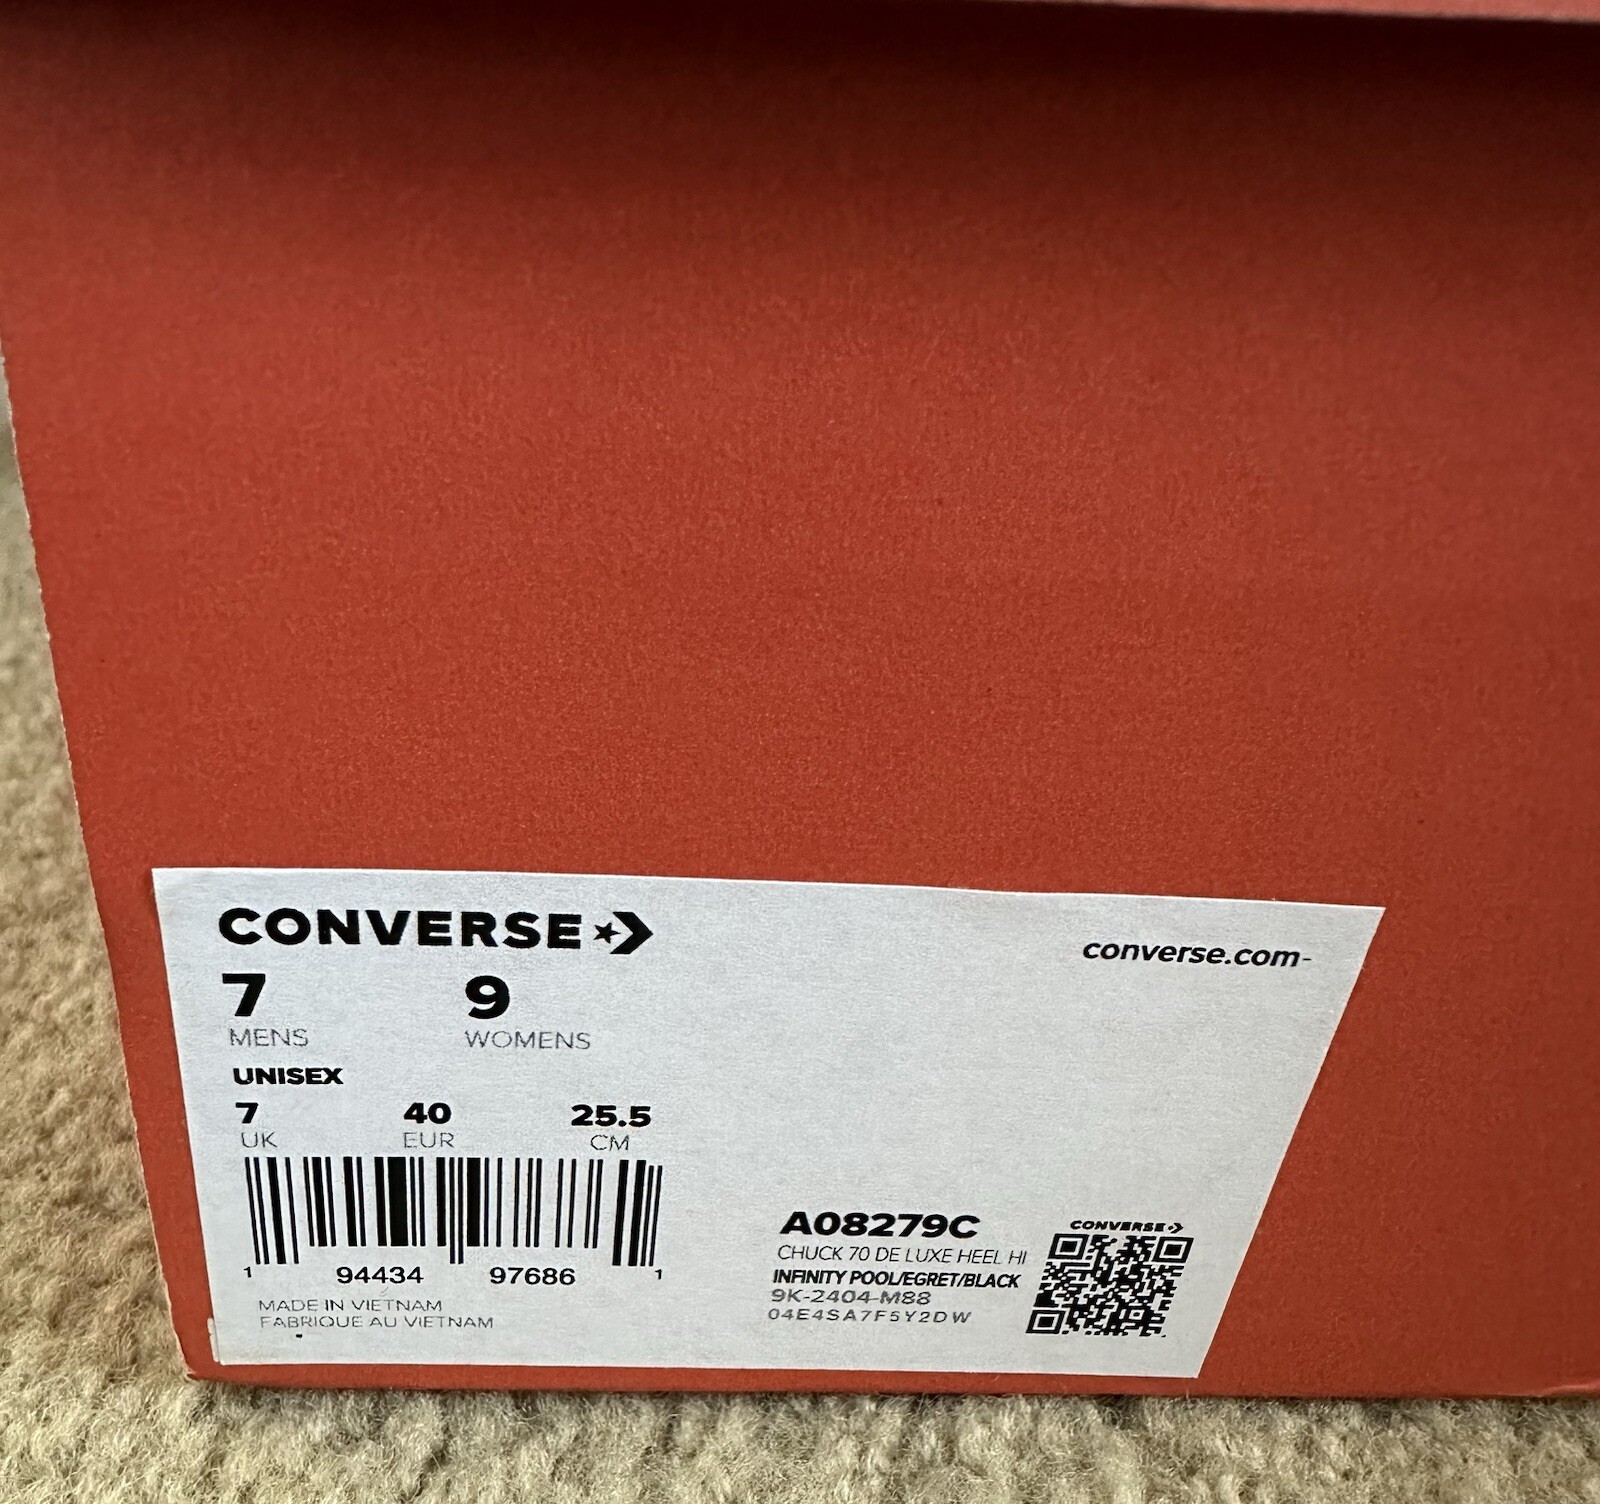 CONVERSE
converse.com-
7 9
MENS WOMENS
UNISEX
7 40 25.5
UK EUR CM
1 94434 97686 1
MADE IN VIETNAM
FABRIQUE AU VIETNAM
A08279C
CHUCK 70 DE LUXE HEEL HI
INFINITY POOL/EGRET/BLACK
9K-2404-M88
04E4SA7F5Y2DW
CONVERSE